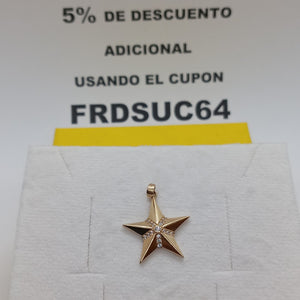 5% DE DESCUENTO
ADICIONAL
USANDO EL CUPON
FRDSUC64